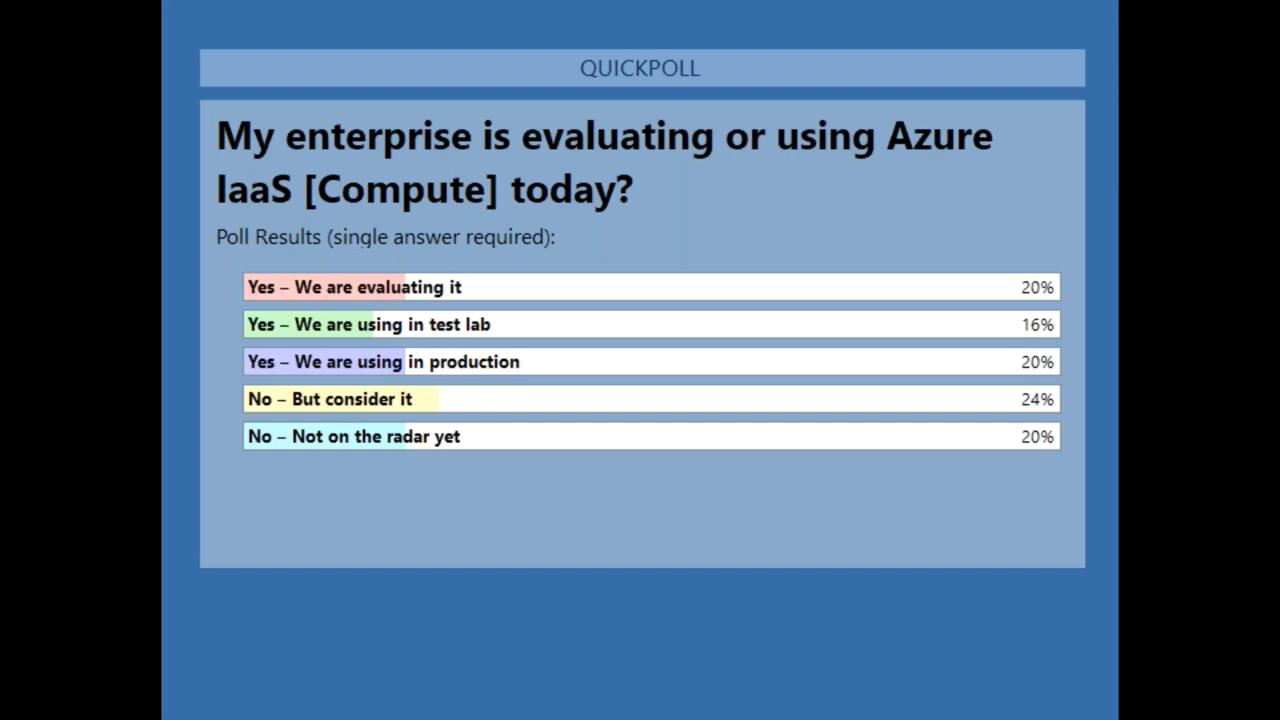 QUICKPOLL
My enterprise is evaluating or using Azure
IaaS [Compute] today?
Poll Results (single answer required):
Yes – We are evaluating it 20%
Yes – We are using in test lab 16%
Yes – We are using in production 20%
No – But consider it 24%
No – Not on the radar yet 20%